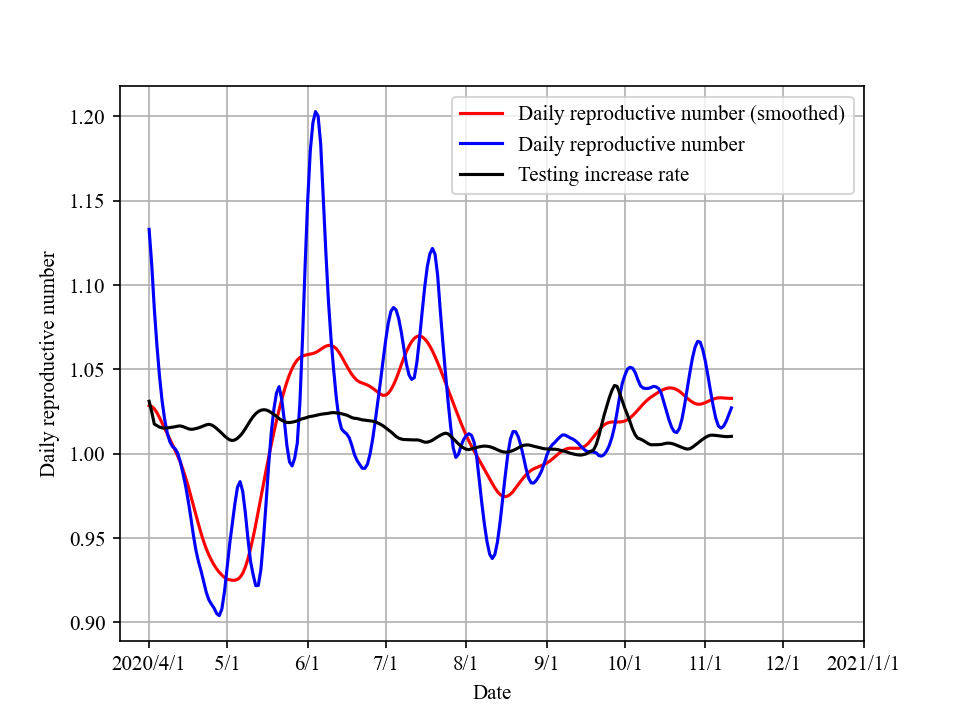 Daily reproductive number (smoothed)
Daily reproductive number
Testing increase rate
Daily reproductive number
1.20
1.15
1.10
1.05
1.00
0.95
0.90
2020/4/1 5/1 6/1 7/1 8/1 9/1 10/1 11/1 12/1 2021/1/1
Date